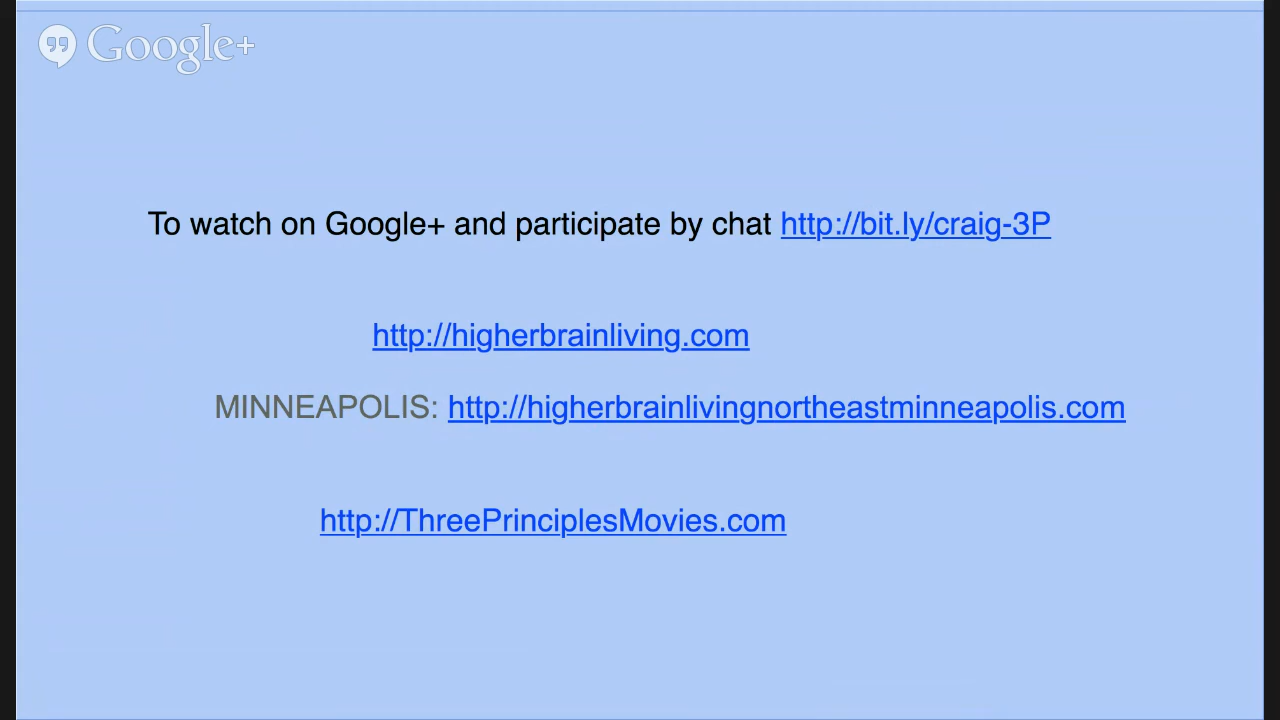 Google+
To watch on Google+ and participate by chat http://bit.ly/craig-3P
http://higherbrainliving.com
MINNEAPOLIS: http://higherbrainlivingnortheastminneapolis.com
http://ThreePrinciplesMovies.com